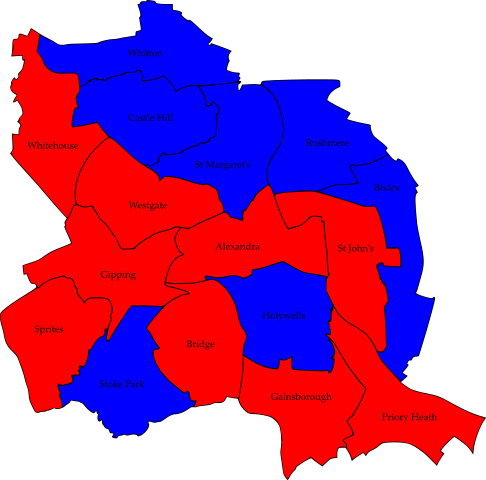 Whitton
Castle Hill
Rushmere
Whitehouse
St Margaret's
Bixley
Westgate
Alexandra
St John's
Gipping
Holywells
Sprites
Bridge
Stoke Park
Gainsborough
Priory Heath